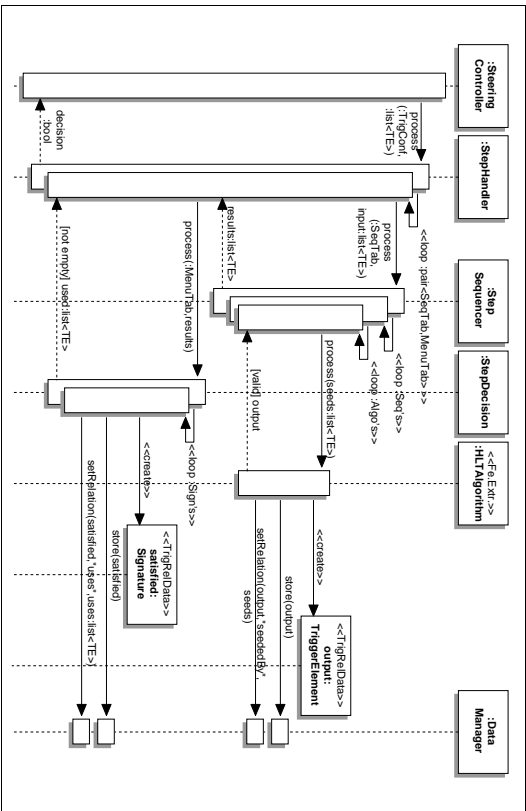 :Steering
Controller
:StepHandler
:Step
Sequencer
:StepDecision
<<Fe.Extr.>>
:HLTAlgorithm
:Data
Manager
process
(:TrigConf,
:list<TE>)
<<loop :pair<SeqTab,MenuTab> >>
process
(:SeqTab,
input:list<TE>)
<<loop :Seq's>>
<<loop :Algo's>>
process(seeds:list<TE>)
<<create>>
<<TrigRelData>>
output:
TriggerElement
store(output)
setRelation(output,"seededBy",
seeds)
[valid] output
results:list<TE>
process(:MenuTab,results)
<<loop :Sign's>>
<<create>>
<<TrigRelData>>
satisfied:
Signature
store(satisfied)
setRelation(satisfied,"uses",uses:list<TE>)
[not empty] used:list<TE>
decision
:bool